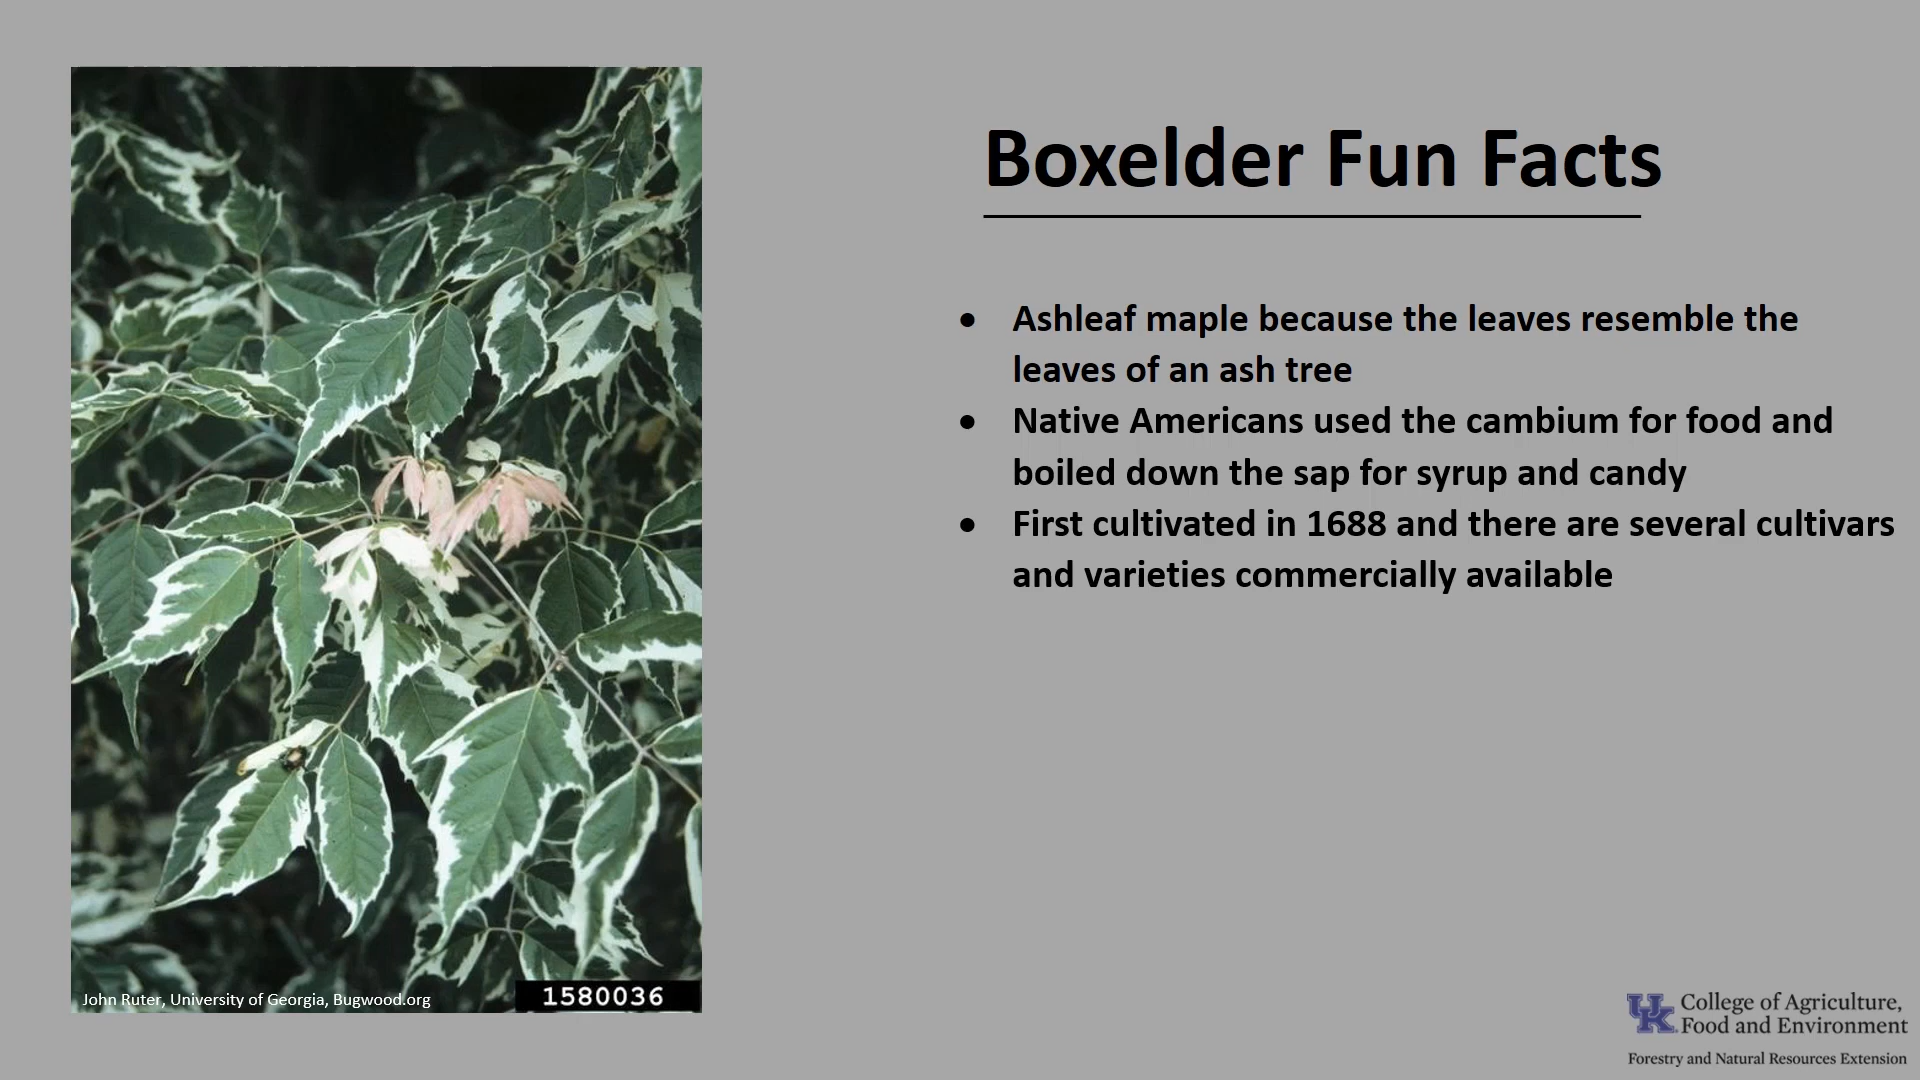 Boxelder Fun Facts
• Ashleaf maple because the leaves resemble the
leaves of an ash tree
• Native Americans used the cambium for food and
boiled down the sap for syrup and candy
• First cultivated in 1688 and there are several cultivars
and varieties commercially available
John Ruter, University of Georgia, Bugwood.org
1580036
UK College of Agriculture,
Food and Environment
Forestry and Natural Resources Extension